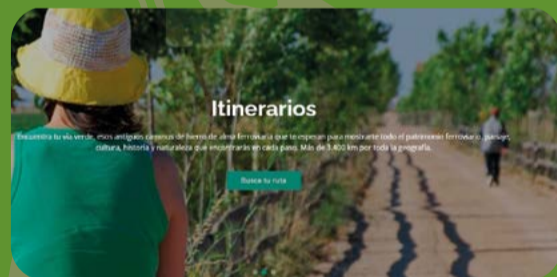 Itinerarios
Encuentra tu vía verde, esos antiguos caminos de hierro de alma ferroviaria que te esperan para mostrarte todo el patrimonio ferroviario, paisaje,
cultura, historia y naturaleza que encontrarás en cada paso. Más de 3.400 km por toda la geografía.
Busca tu ruta